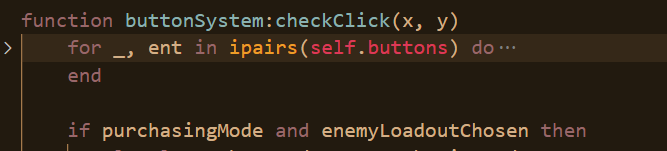 function buttonSystem:checkClick(x, y)
for _, ent in ipairs(self.buttons) do…
end
if purchasingMode and enemyLoadoutChosen then